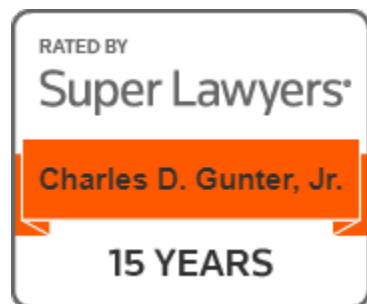 RATED BY
Super Lawyers®
Charles D. Gunter, Jr.
15 YEARS